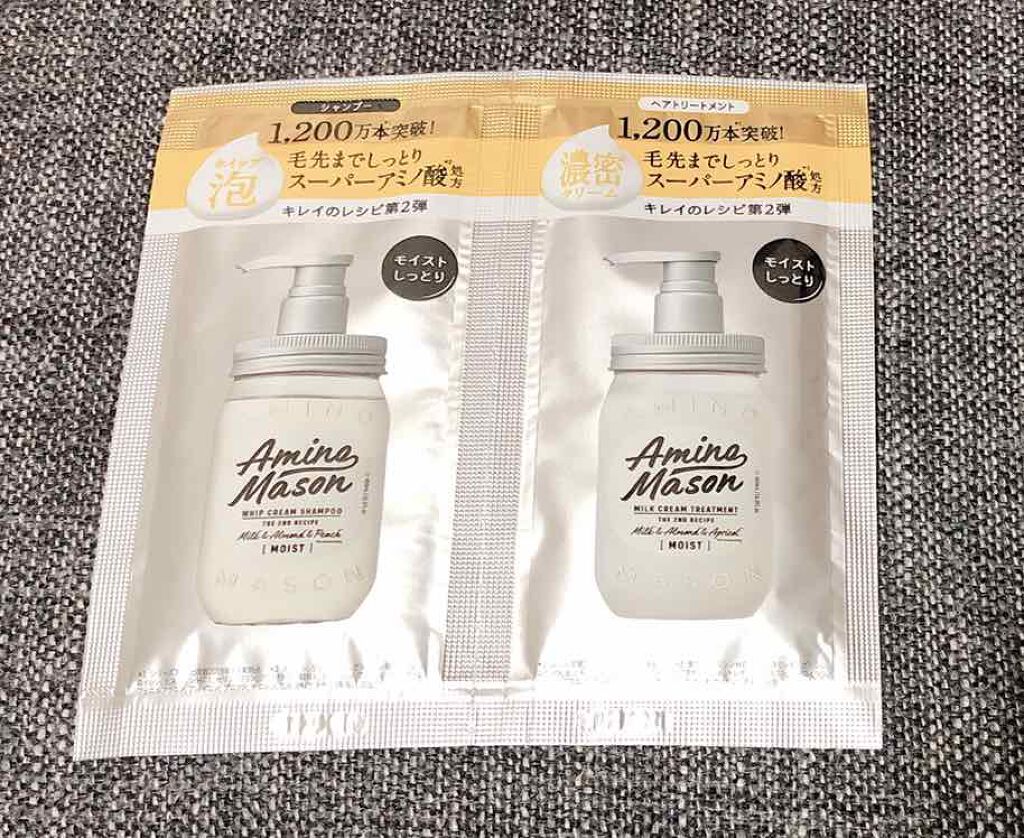 シャンプー
1,200万本突破!
ホイップ
泡
毛先までしっとり
スーパーアミノ酸処方
キレイのレシピ第2弾
モイスト
しっとり
AMINO
Amino
Mason
WHIP CREAM SHAMPOO
THE 2ND RECIPE
Milk & Almond & Peach
[ MOIST ]
MASON
ヘアトリートメント
1,200万本突破!
濃密
クリーム
毛先までしっとり
スーパーアミノ酸処方
キレイのレシピ第2弾
モイスト
しっとり
Amino
Mason
MILK CREAM TREATMENT
THE 2ND RECIPE
Milk & Almond & Apricot
[ MOIST ]
MASON